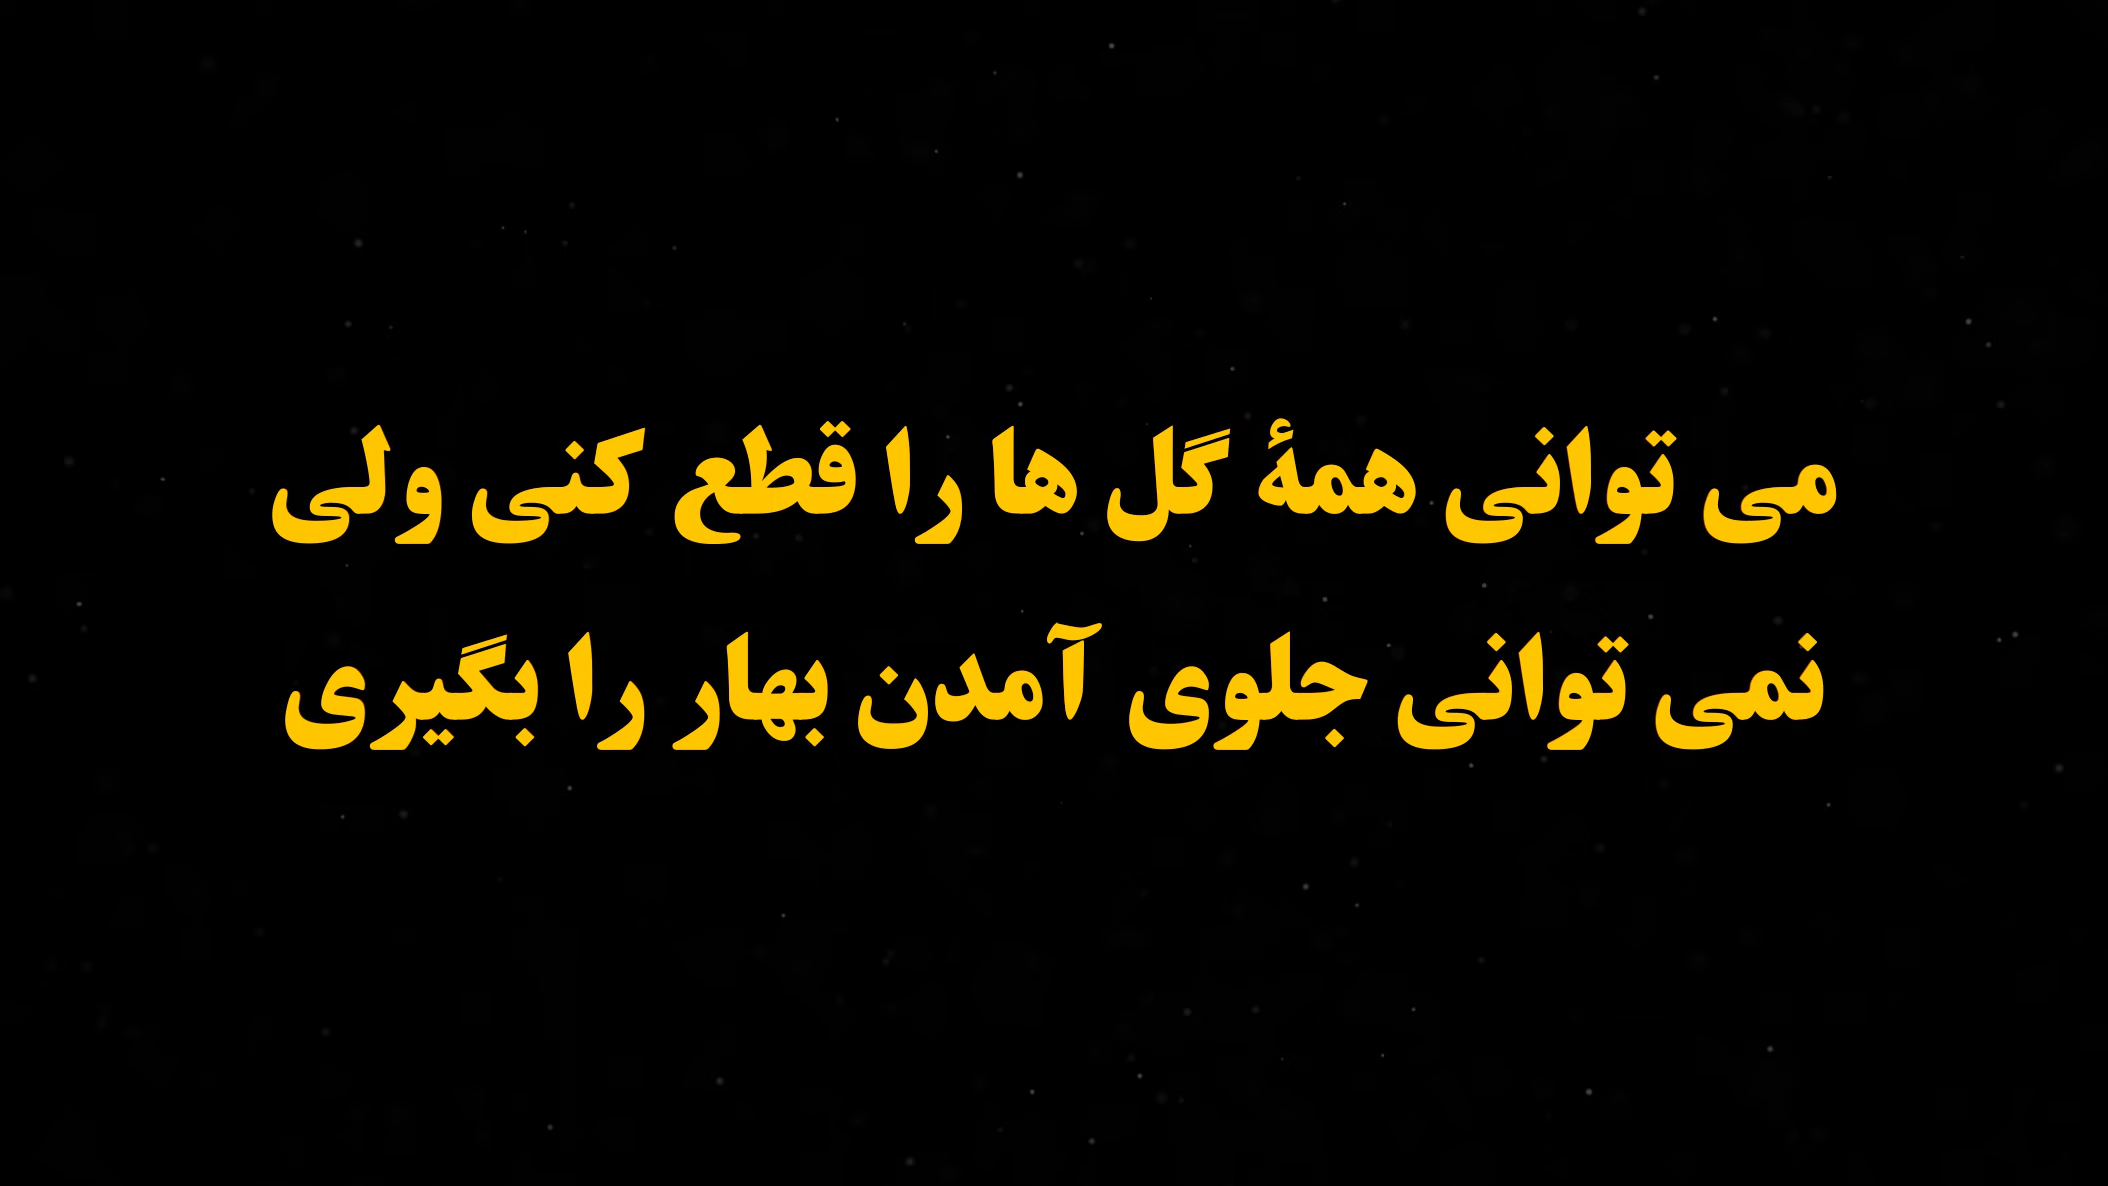 می توانی همهٔ گل ها را قطع کنی ولی
نمی توانی جلوی آمدن بهار را بگیری